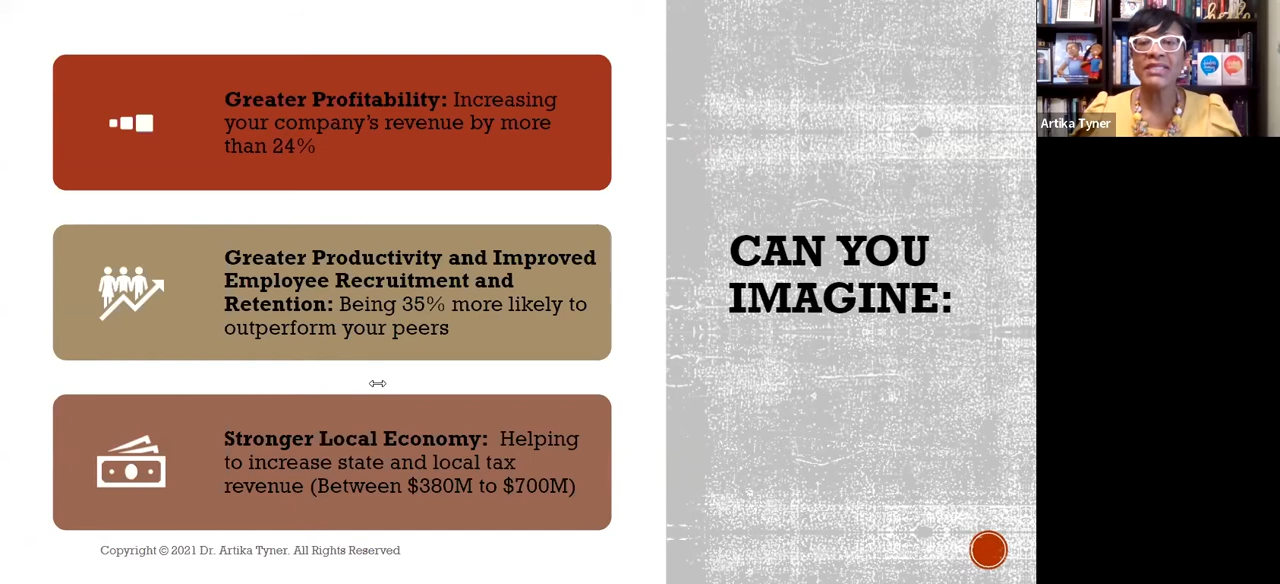 Greater Profitability: Increasing
your company's revenue by more
than 24%
Greater Productivity and Improved
Employee Recruitment and
Retention: Being 35% more likely to
outperform your peers
Stronger Local Economy:  Helping
to increase state and local tax
revenue (Between $380M to $700M)
Copyright © 2021 Dr. Artika Tyner. All Rights Reserved
CAN YOU
IMAGINE:
Artika Tyner